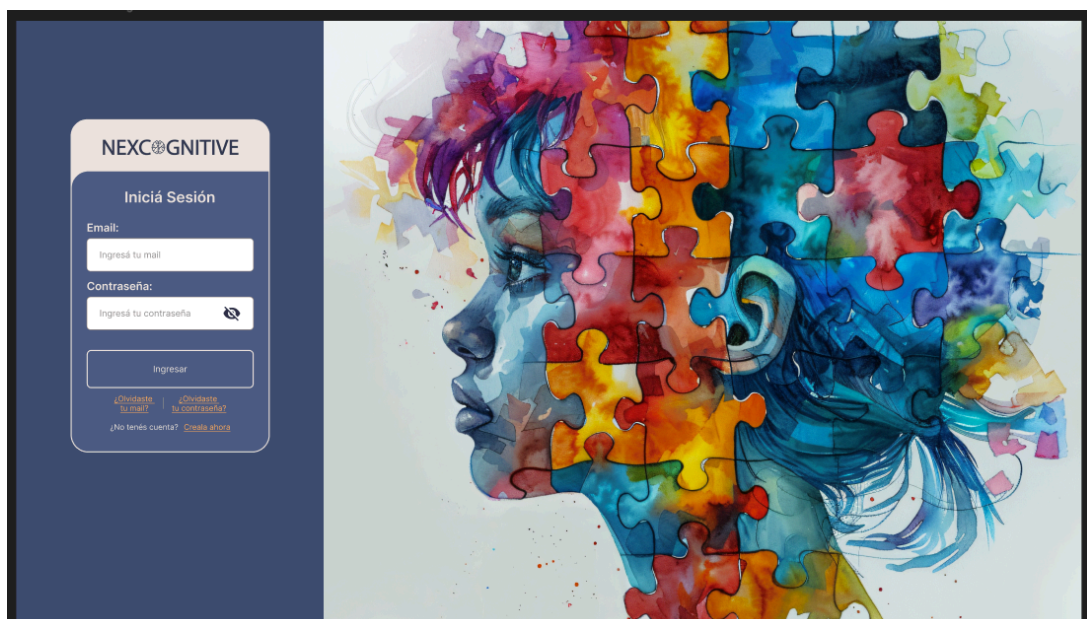 NEXCOGNITIVE
Iniciá Sesión
Email:
Ingresá tu mail
Contraseña:
Ingresá tu contraseña
Ingresar
¿Olvidaste
tu mail?
¿Olvidaste
tu contraseña?
¿No tenés cuenta? Creala ahora